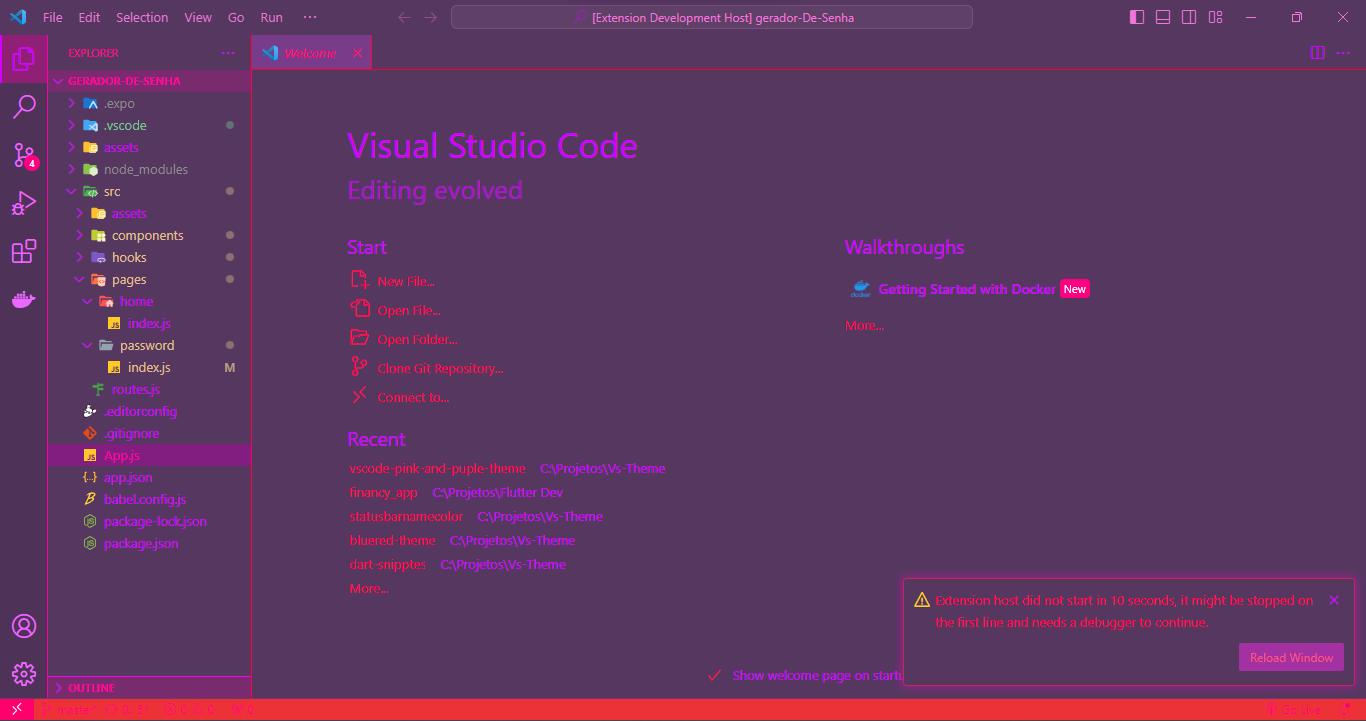 File Edit Selection View Go Run ···
[Extension Development Host] gerador-De-Senha
EXPLORER ···
Welcome
GERADOR-DE-SENHA
.expo
.vscode
assets
node_modules
src
assets
components
hooks
pages
home
index.js
password
index.js M
routes.js
.editorconfig
.gitignore
App.js
app.json
babel.config.js
package-lock.json
package.json
OUTLINE
4
Visual Studio Code
Editing evolved
Start
New File...
Open File...
Open Folder...
Clone Git Repository...
Connect to...
Recent
vscode-pink-and-puple-theme C:\Projetos\Vs-Theme
financy_app C:\Projetos\Flutter Dev
statusbarnamecolor C:\Projetos\Vs-Theme
bluered-theme C:\Projetos\Vs-Theme
dart-snipptes C:\Projetos\Vs-Theme
More...
Walkthroughs
docker
Getting Started with Docker New
More...
Show welcome page on
Extension host did not start in 10 seconds, it might be stopped on
the first line and needs a debugger to continue.
Reload Window
master* 0 0 0 Go Live